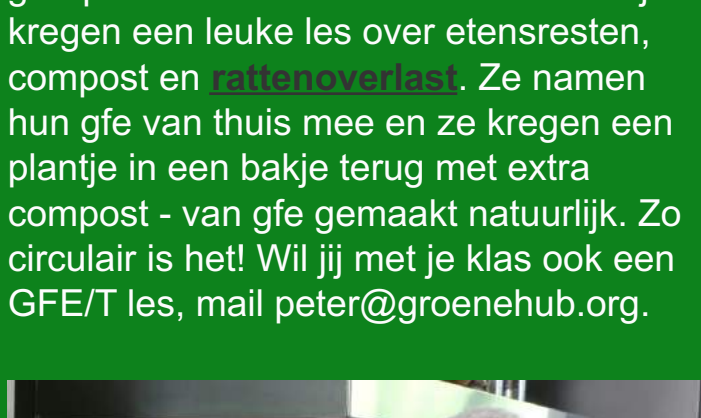 kregen een leuke les over etensresten,
compost en rattenoverlast. Ze namen
hun gfe van thuis mee en ze kregen een
plantje in een bakje terug met extra
compost - van gfe gemaakt natuurlijk. Zo
circulair is het! Wil jij met je klas ook een
GFE/T les, mail peter@groenehub.org.